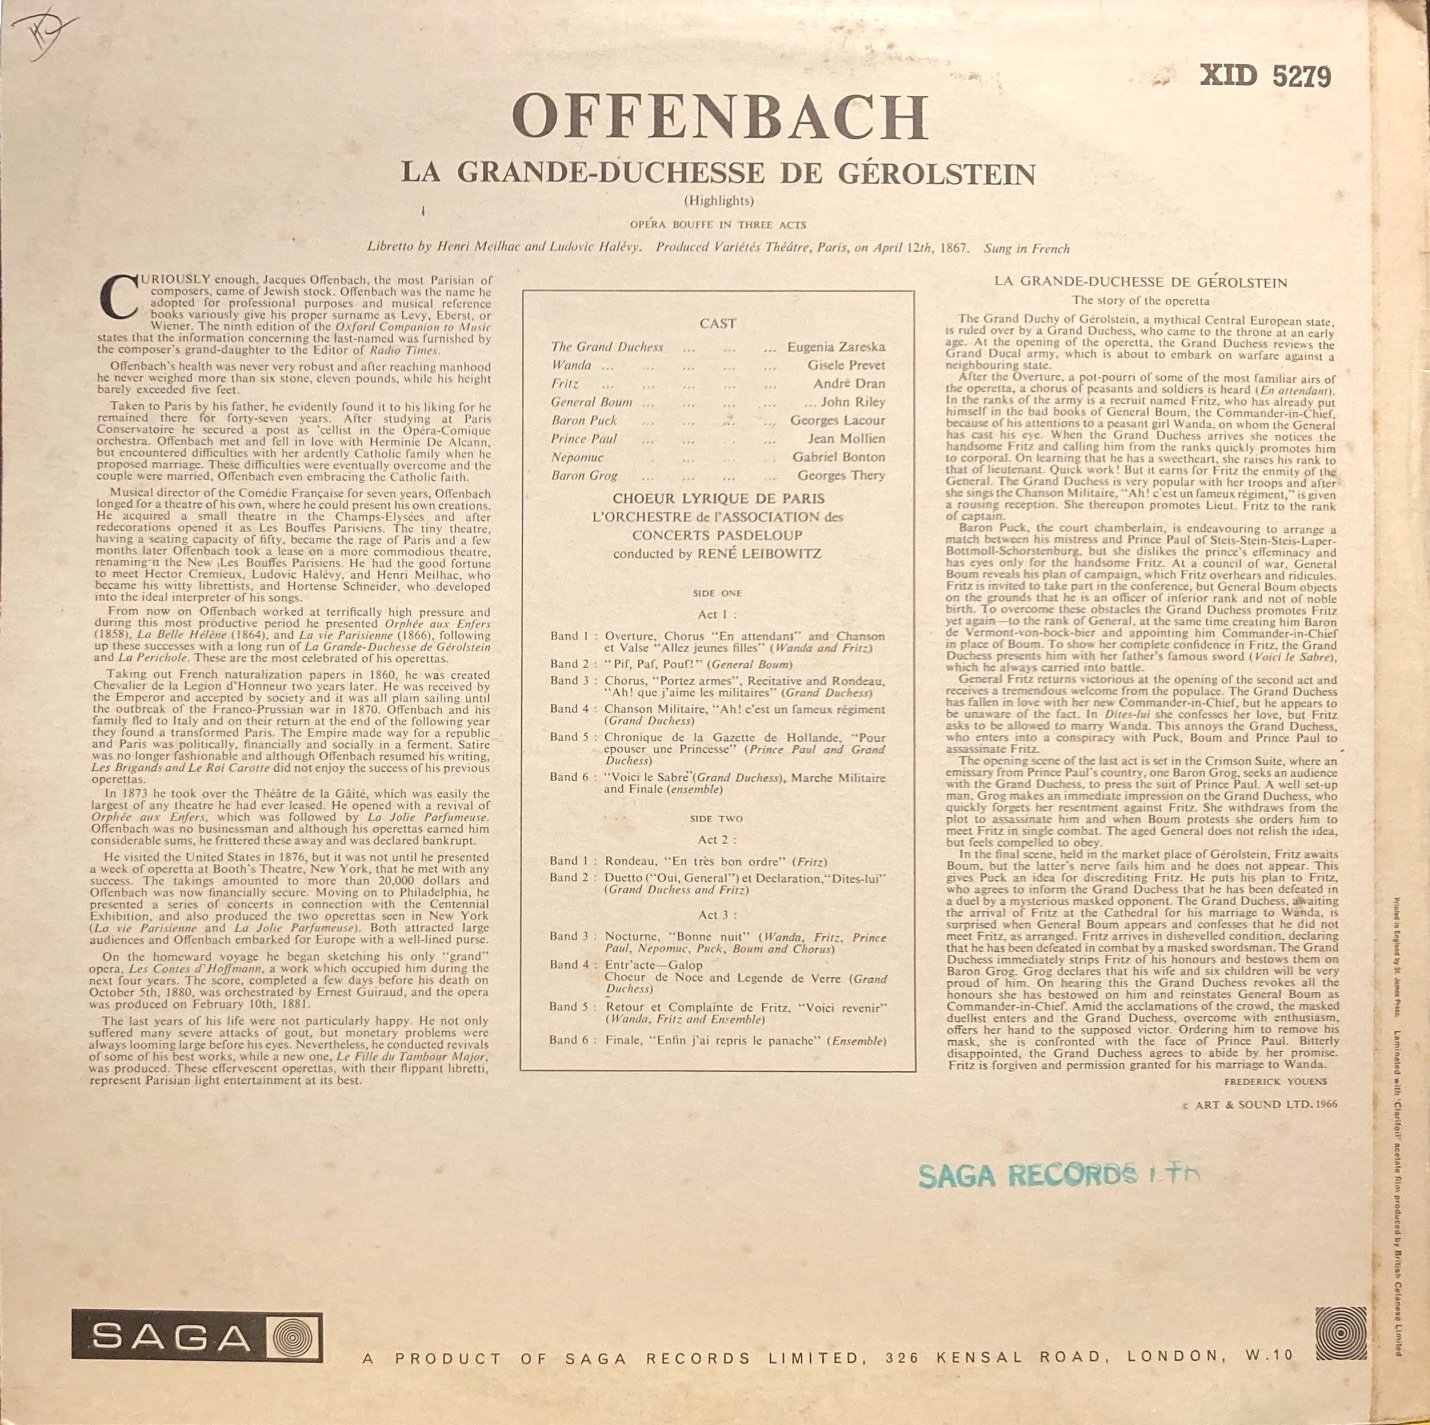 XID 5279
OFFENBACH
LA GRANDE-DUCHESSE DE GÉROLSTEIN
(Highlights)
OPÉRA BOUFFE IN THREE ACTS
Libretto by Henri Meilhac and Ludovic Halévy. Produced Variétés Théâtre, Paris, on April 12th, 1867. Sung in French
CURIOUSLY enough, Jacques Offenbach, the most Parisian of
composers, came of Jewish stock. Offenbach was the name he
adopted for professional purposes and musical reference
books variously give his proper surname as Levy, Eberst, or
Wiener. The ninth edition of the Oxford Companion to Music
states that the information concerning the last-named was furnished by
the composer's grand-daughter to the Editor of Radio Times.
Offenbach's health was never very robust and after reaching manhood
he never weighed more than six stone, eleven pounds, while his height
barely exceeded five feet.
Taken to Paris by his father, he evidently found it to his liking for he
remained there for forty-seven years. After studying at Paris
Conservatoire he secured a post as 'cellist in the Opéra-Comique
orchestra. Offenbach met and fell in love with Herminie De Alcann,
but encountered difficulties with her ardently Catholic family when he
proposed marriage. These difficulties were eventually overcome and the
couple were married, Offenbach even embracing the Catholic faith.
Musical director of the Comédie Française for seven years, Offenbach
longed for a theatre of his own, where he could present his own creations.
He acquired a small theatre in the Champs-Elysées and after
redecorations opened it as Les Bouffes Parisiens. The tiny theatre,
having a seating capacity of fifty, became the rage of Paris and a few
months later Offenbach took a lease on a more commodious theatre,
renaming it the New Les Bouffes Parisiens. He had the good fortune
to meet Hector Cremieux, Ludovic Halévy, and Henri Meilhac, who
became his witty librettists, and Hortense Schneider, who developed
into the ideal interpreter of his songs.
From now on Offenbach worked at terrifically high pressure and
during this most productive period he presented Orphée aux Enfers
(1858), La Belle Hélène (1864), and La vie Parisienne (1866), following
up these successes with a long run of La Grande-Duchesse de Gérolstein
and La Perichole. These are the most celebrated of his operettas.
Taking out French naturalization papers in 1860, he was created
Chevalier de la Legion d'Honneur two years later. He was received by
the Emperor and accepted by society and it was all plain sailing until
the outbreak of the Franco-Prussian war in 1870. Offenbach and his
family fled to Italy and on their return at the end of the following year
they found a transformed Paris. The Empire made way for a republic
and Paris was politically, financially and socially in a ferment. Satire
was no longer fashionable and although Offenbach resumed his writing,
Les Brigands and Le Roi Carotte did not enjoy the success of his previous
operettas.
In 1873 he took over the Théâtre de la Gâité, which was easily the
largest of any theatre he had ever leased. He opened with a revival of
Orphée aux Enfers, which was followed by La Jolie Parfumeuse.
Offenbach was no businessman and although his operettas earned him
considerable sums, he frittered these away and was declared bankrupt.
He visited the United States in 1876, but it was not until he presented
a week of operetta at Booth's Theatre, New York, that he met with any
success. The takings amounted to more than 20,000 dollars and
Offenbach was now financially secure. Moving on to Philadelphia, he
presented a series of concerts in connection with the Centennial
Exhibition, and also produced the two operettas seen in New York
(La vie Parisienne and La Jolie Parfumeuse). Both attracted large
audiences and Offenbach embarked for Europe with a well-lined purse.
On the homeward voyage he began sketching his only "grand"
opera, Les Contes d'Hoffmann, a work which occupied him during the
next four years. The score, completed a few days before his death on
October 5th, 1880, was orchestrated by Ernest Guiraud, and the opera
was produced on February 10th, 1881.
The last years of his life were not particularly happy. He not only
suffered many severe attacks of gout, but monetary problems were
always looming large before his eyes. Nevertheless, he conducted revivals
of some of his best works, while a new one, Le Fille du Tambour Major,
was produced. These effervescent operettas, with their flippant libretti,
represent Parisian light entertainment at its best.
CAST
The Grand Duchess ... ... ... Eugenia Zareska
Wanda ... ... ... ... Gisele Prevet
Fritz ... ... ... ... André Dran
General Boum ... ... ... ... John Riley
Baron Puck ... ... ... Georges Lacour
Prince Paul ... ... ... Jean Mollien
Nepomuc ... ... ... Gabriel Bonton
Baron Grog ... ... ... Georges Thery
CHOEUR LYRIQUE DE PARIS
L'ORCHESTRE de l'ASSOCIATION des
CONCERTS PASDELOUP
conducted by RENÉ LEIBOWITZ
SIDE ONE
Act 1 :
Band 1 : Overture, Chorus "En attendant" and Chanson
et Valse "Allez jeunes filles" (Wanda and Fritz)
Band 2 : "Pif, Paf, Pouf!" (General Boum)
Band 3 : Chorus, "Portez armes", Recitative and Rondeau,
"Ah! que j'aime les militaires" (Grand Duchess)
Band 4 : Chanson Militaire, "Ah! c'est un fameux régiment
(Grand Duchess)
Band 5 : Chronique de la Gazette de Hollande, "Pour
epouser une Princesse" (Prince Paul and Grand
Duchess)
Band 6 : "Voici le Sabre"(Grand Duchess), Marche Militaire
and Finale (ensemble)
SIDE TWO
Act 2 :
Band 1 : Rondeau, "En très bon ordre" (Fritz)
Band 2 : Duetto ("Oui, General") et Declaration,"Dites-lui"
(Grand Duchess and Fritz)
Act 3 :
Band 3 : Nocturne, "Bonne nuit" (Wanda, Fritz, Prince
Paul, Nepomuc, Puck, Boum and Chorus)
Band 4 : Entr'acte—Galop
Choeur de Noce and Legende de Verre (Grand
Duchess)
Band 5 : Retour et Complainte de Fritz, "Voici revenir"
(Wanda, Fritz and Ensemble)
Band 6 : Finale, "Enfin j'ai repris le panache" (Ensemble)
LA GRANDE-DUCHESSE DE GÉROLSTEIN
The story of the operetta
The Grand Duchy of Gérolstein, a mythical Central European state,
is ruled over by a Grand Duchess, who came to the throne at an early
age. At the opening of the operetta, the Grand Duchess reviews the
Grand Ducal army, which is about to embark on warfare against a
neighbouring state.
After the Overture, a pot-pourri of some of the most familiar airs of
the operetta, a chorus of peasants and soldiers is heard (En attendant).
In the ranks of the army is a recruit named Fritz, who has already put
himself in the bad books of General Boum, the Commander-in-Chief,
because of his attentions to a peasant girl Wanda, on whom the General
has cast his eye. When the Grand Duchess arrives she notices the
handsome Fritz and calling him from the ranks quickly promotes him
to corporal. On learning that he has a sweetheart, she raises his rank to
that of lieutenant. Quick work! But it earns for Fritz the enmity of the
General. The Grand Duchess is very popular with her troops and after
she sings the Chanson Militaire, "Ah! c'est un fameux régiment," is given
a rousing reception. She thereupon promotes Lieut. Fritz to the rank
of captain.
Baron Puck, the court chamberlain, is endeavouring to arrange a
match between his mistress and Prince Paul of Steis-Stein-Steis-Laper-
Bottmoll-Schorstenburg, but she dislikes the prince's effeminacy and
has eyes only for the handsome Fritz. At a council of war, General
Boum reveals his plan of campaign, which Fritz overhears and ridicules.
Fritz is invited to take part in the conference, but General Boum objects
on the grounds that he is an officer of inferior rank and not of noble
birth. To overcome these obstacles the Grand Duchess promotes Fritz
yet again—to the rank of General, at the same time creating him Baron
de Vermont-von-bock-bier and appointing him Commander-in-Chief
in place of Boum. To show her complete confidence in Fritz, the Grand
Duchess presents him with her father's famous sword (Voici le Sabre),
which he always carried into battle.
General Fritz returns victorious at the opening of the second act and
receives a tremendous welcome from the populace. The Grand Duchess
has fallen in love with her new Commander-in-Chief, but he appears to
be unaware of the fact. In Dites-lui she confesses her love, but Fritz
asks to be allowed to marry Wanda. This annoys the Grand Duchess,
who enters into a conspiracy with Puck, Boum and Prince Paul to
assassinate Fritz.
The opening scene of the last act is set in the Crimson Suite, where an
emissary from Prince Paul's country, one Baron Grog, seeks an audience
with the Grand Duchess, to press the suit of Prince Paul. A well set-up
man, Grog makes an immediate impression on the Grand Duchess, who
quickly forgets her resentment against Fritz. She withdraws from the
plot to assassinate him and when Boum protests she orders him to
meet Fritz in single combat. The aged General does not relish the idea,
but feels compelled to obey.
In the final scene, held in the market place of Gérolstein, Fritz awaits
Boum, but the latter's nerve fails him and he does not appear. This
gives Puck an idea for discrediting Fritz. He puts his plan to Fritz,
who agrees to inform the Grand Duchess that he has been defeated in
a duel by a mysterious masked opponent. The Grand Duchess, awaiting
the arrival of Fritz at the Cathedral for his marriage to Wanda, is
surprised when General Boum appears and confesses that he did not
meet Fritz, as arranged. Fritz arrives in dishevelled condition, declaring
that he has been defeated in combat by a masked swordsman. The Grand
Duchess immediately strips Fritz of his honours and bestows them on
Baron Grog. Grog declares that his wife and six children will be very
proud of him. On hearing this the Grand Duchess revokes all the
honours she has bestowed on him and reinstates General Boum as
Commander-in-Chief. Amid the acclamations of the crowd, the masked
duellist enters and the Grand Duchess, overcome with enthusiasm,
offers her hand to the supposed victor. Ordering him to remove his
mask, she is confronted with the face of Prince Paul. Bitterly
disappointed, the Grand Duchess agrees to abide by her promise.
Fritz is forgiven and permission granted for his marriage to Wanda.
FREDERICK YOUENS
c ART & SOUND LTD. 1966
SAGA RECORDS LTD
Printed in England by St. James Press. Laminated with 'Clarifoil' acetate film produced by British Celanese Limited
SAGA
A PRODUCT OF SAGA RECORDS LIMITED, 326 KENSAL ROAD, LONDON, W.10